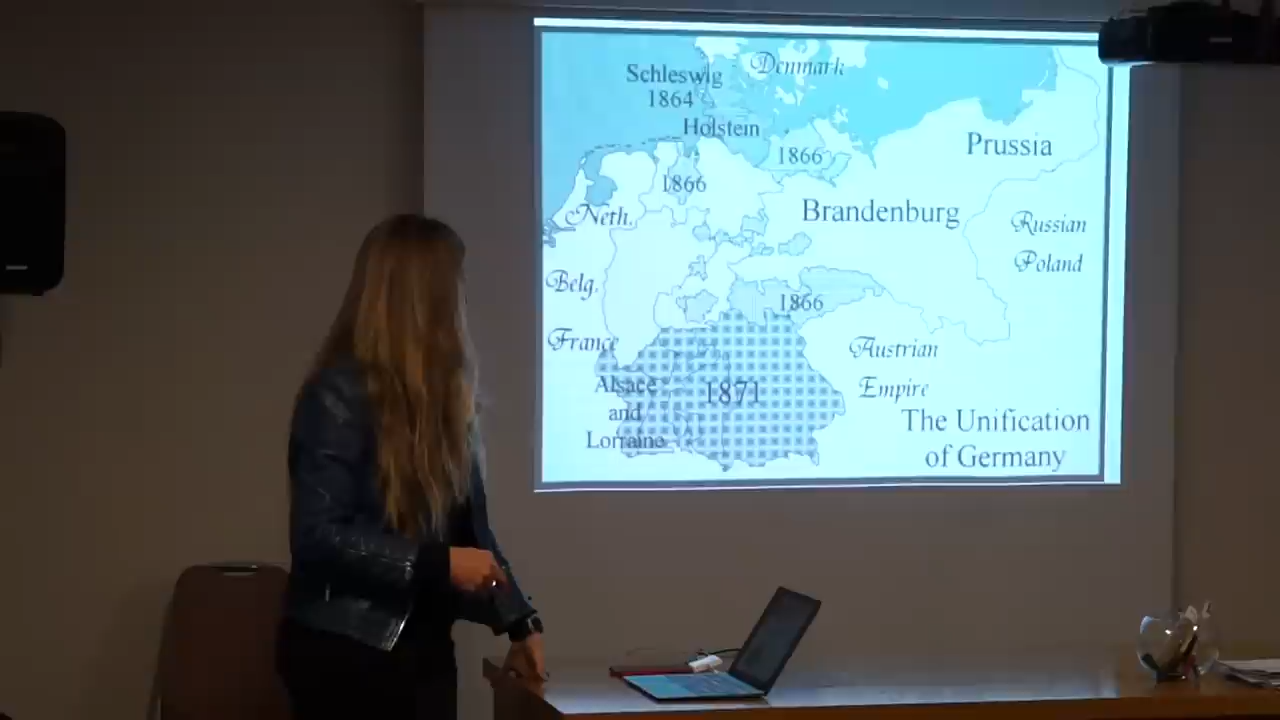 Denmark
Schleswig
1864
Holstein
Prussia
1866
1866
Neth.
Brandenburg
Russian
Poland
Belg.
1866
France
Austrian
Empire
Alsace
and
Lorraine
1871
The Unification
of Germany